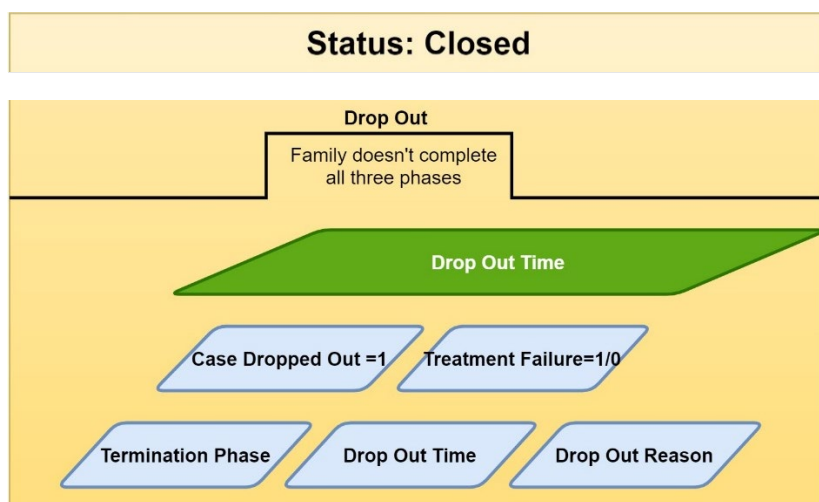 Status: Closed
Drop Out
Family doesn't complete
all three phases
Drop Out Time
Case Dropped Out =1
Treatment Failure=1/0
Termination Phase
Drop Out Time
Drop Out Reason